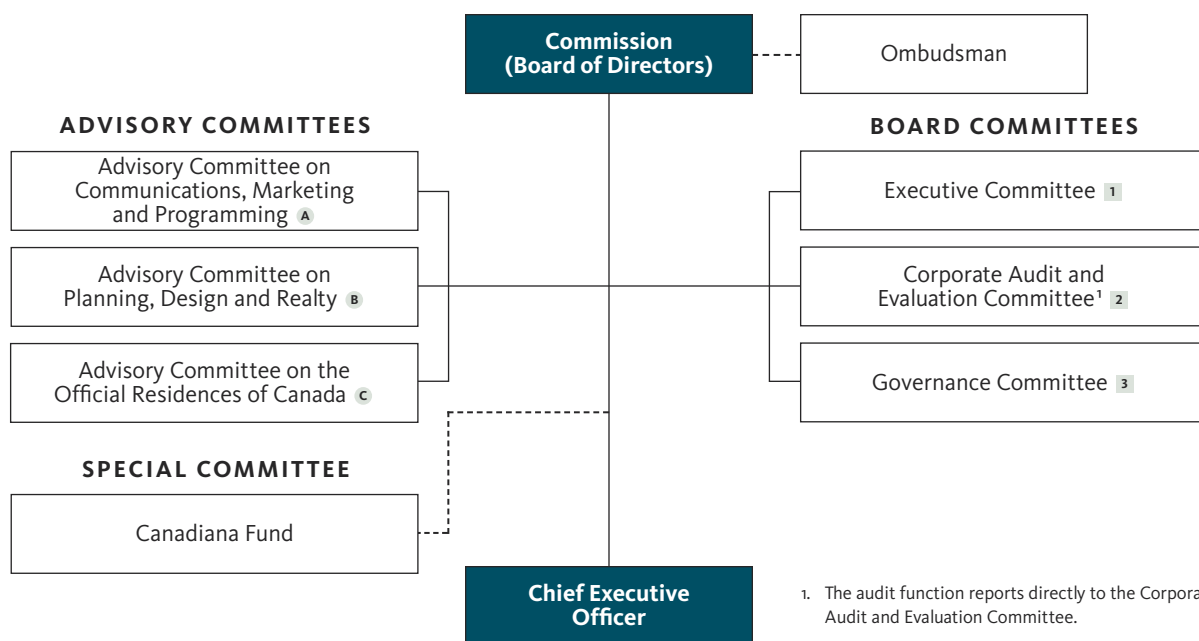 Commission
(Board of Directors)
Ombudsman
ADVISORY COMMITTEES
Advisory Committee on
Communications, Marketing
and Programming A
Advisory Committee on
Planning, Design and Realty B
Advisory Committee on the
Official Residences of Canada C
SPECIAL COMMITTEE
Canadiana Fund
BOARD COMMITTEES
Executive Committee 1
Corporate Audit and
Evaluation Committee¹ 2
Governance Committee 3
Chief Executive
Officer
1. The audit function reports directly to the Corpora
Audit and Evaluation Committee.